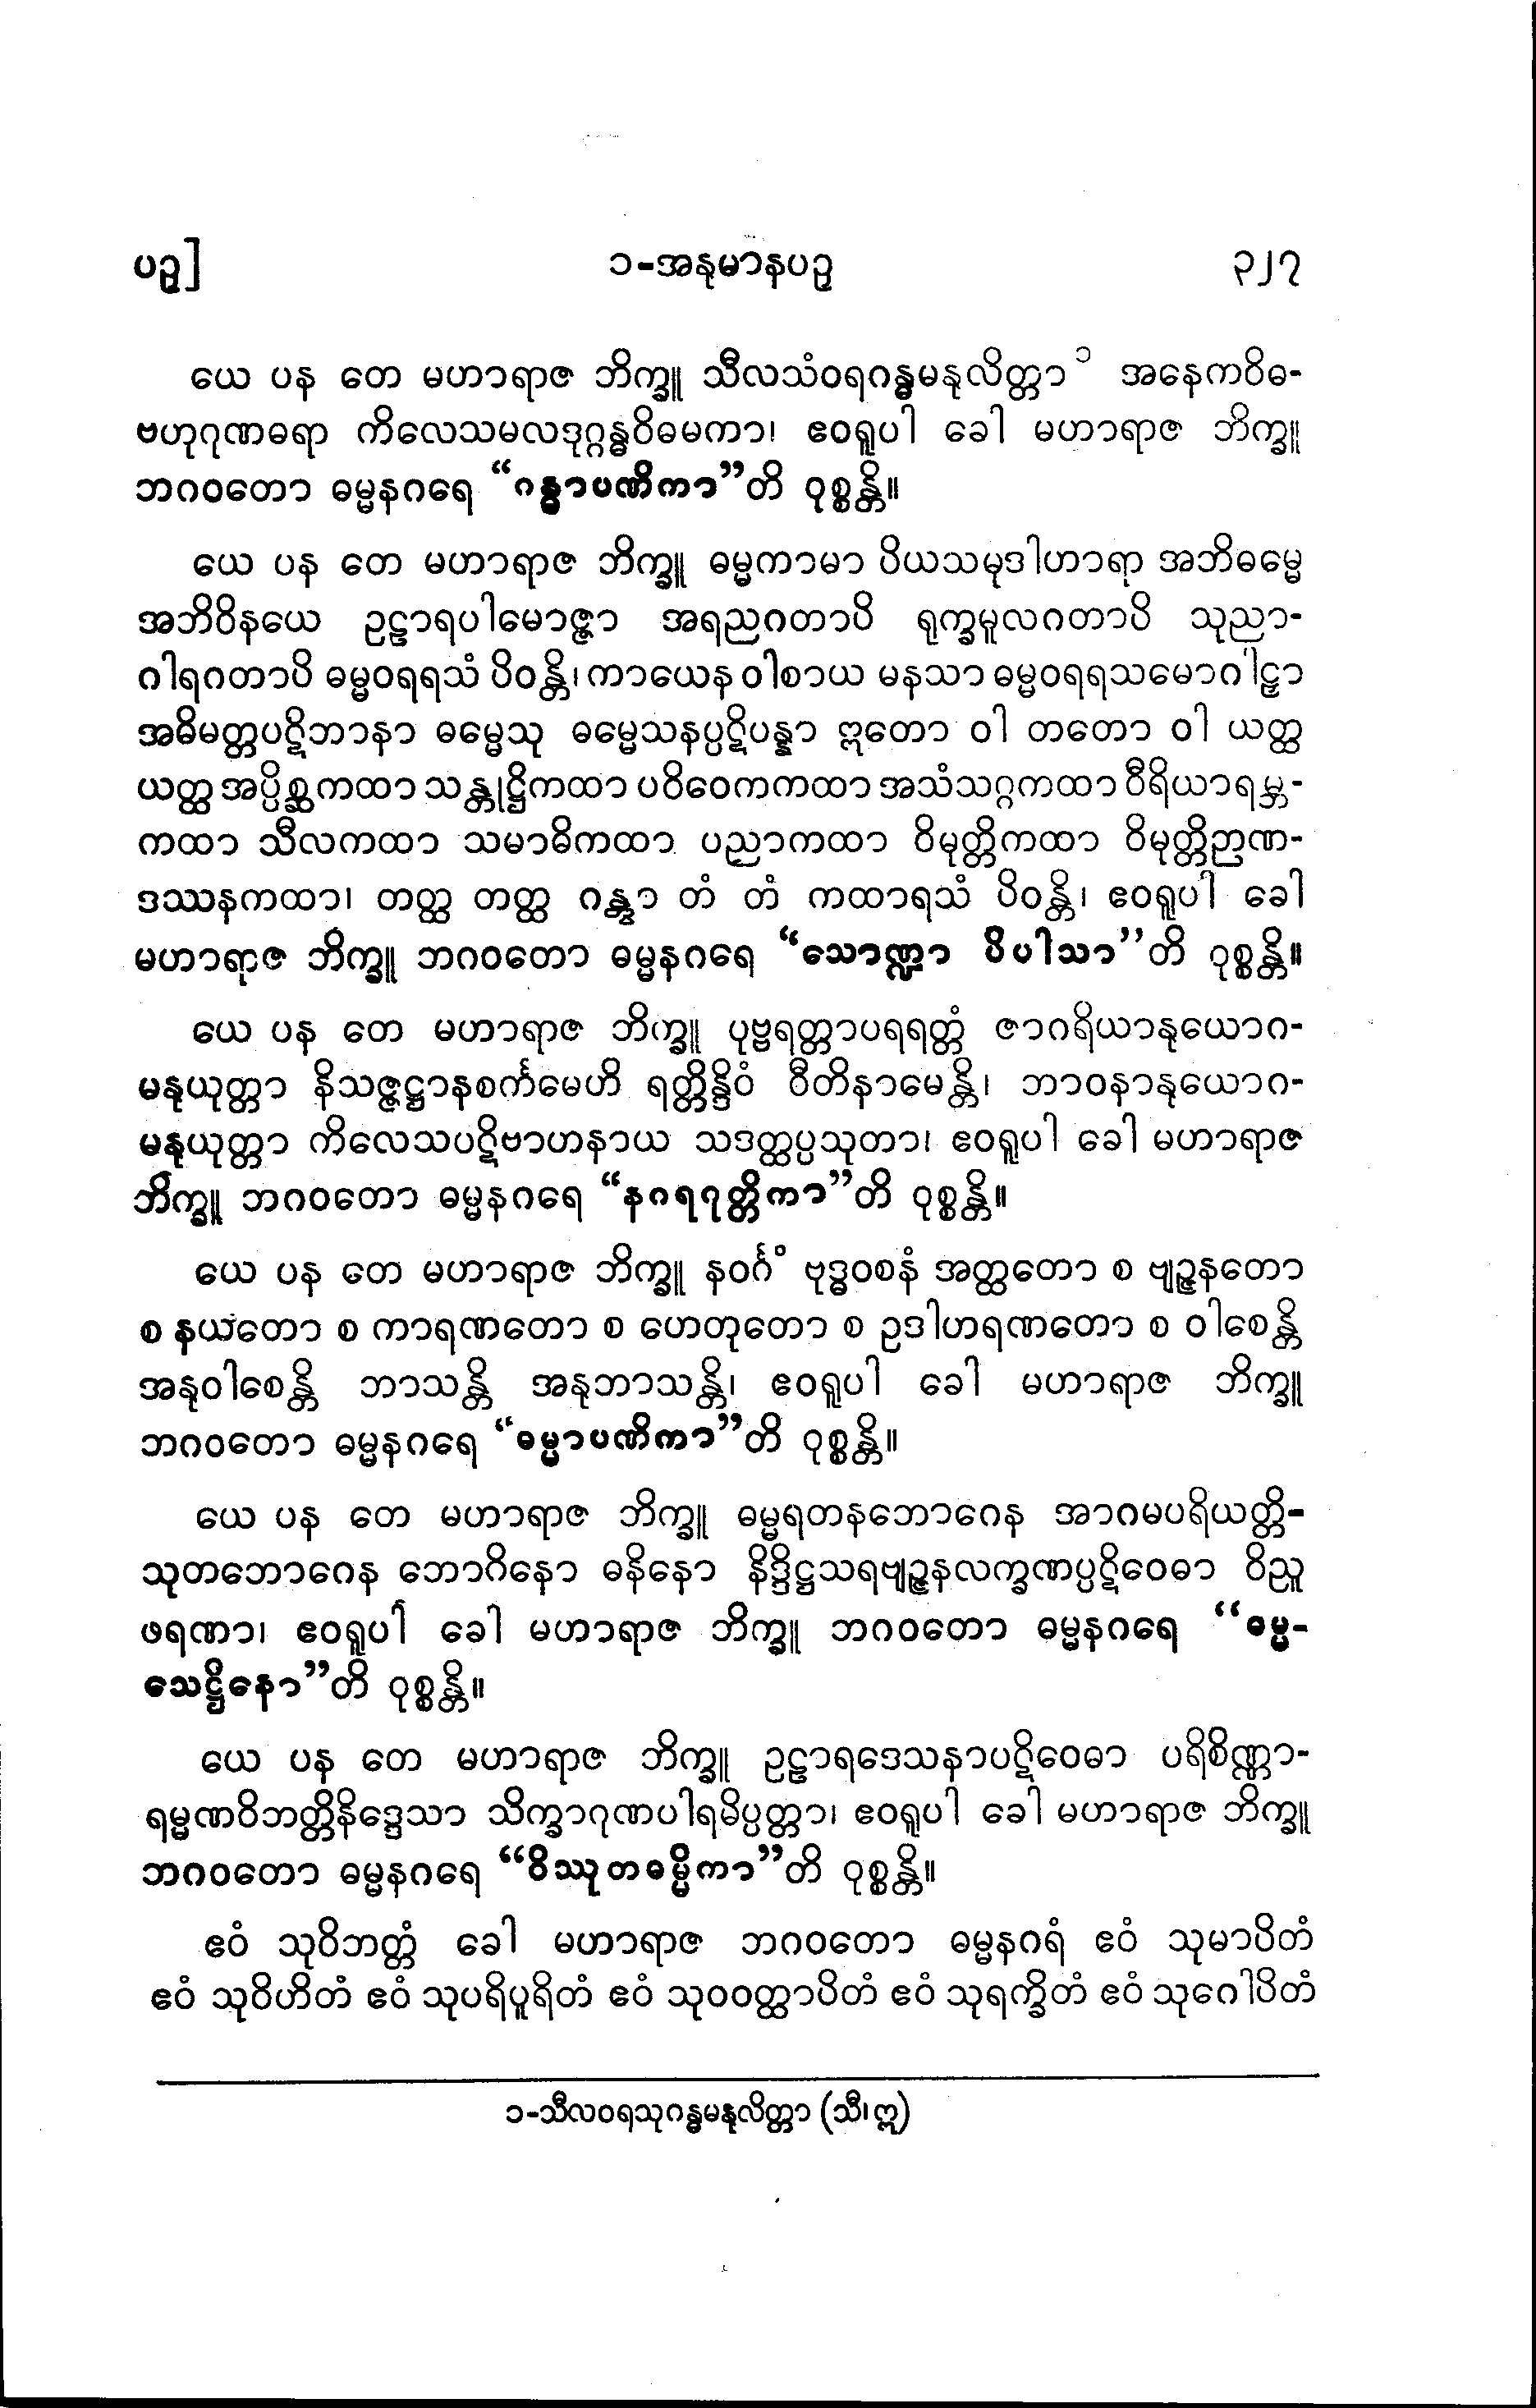 ပဥှ] ၁-အနုမာနပဥှ ၃၂၇
ယေ ပန တေ မဟာရာဇ ဘိက္ခူ သီလသံဝရဂန္ဓမနုလိတ္တာ ၁ အနေကဝိဓ-
ဗဟုဂုဏဓရာ ကိလေသမလဒုဂ္ဂန္ဓဝိဓမကာ၊ ဧဝရူပါ ခေါ မဟာရာဇ ဘိက္ခူ
ဘဂဝတော ဓမ္မနဂရေ “ဂန္ဓာပဏိကာ”တိ ဝုစ္စန္တိ။
ယေ ပန တေ မဟာရာဇ ဘိက္ခူ ဓမ္မကာမာ ပိယသမုဒါဟာရာ အဘိဓမ္မေ
အဘိဝိနယေ ဥဠာရပါမောဇ္ဇာ အရညဂတာပိ ရုက္ခမူလဂတာပိ သုညာ-
ဂါရဂတာပိ ဓမ္မဝရရသံ ပိဝန္တိ၊ ကာယေန ဝါစာယ မနသာ ဓမ္မဝရရသမောဂါဠှာ
အဓိမတ္တပဋိဘာနာ ဓမ္မေသု ဓမ္မေသနပ္ပဋိပန္နာ ဣတော ဝါ တတော ဝါ ယတ္ထ
ယတ္ထ အပ္ပိစ္ဆကထာ သန္တုဋ္ဌိကထာ ပဝိဝေကကထာ အသံသဂ္ဂကထာ ဝီရိယာရမ္ဘ-
ကထာ သီလကထာ သမာဓိကထာ ပညာကထာ ဝိမုတ္တိကထာ ဝိမုတ္တိဉာဏ-
ဒဿနကထာ၊ တတ္ထ တတ္ထ ဂန္တွာ တံ တံ ကထာရသံ ပိဝန္တိ၊ ဧဝရူပါ ခေါ
မဟာရာဇ ဘိက္ခူ ဘဂဝတော ဓမ္မနဂရေ “သောဏ္ဍာ ပိပါသာ”တိ ဝုစ္စန္တိ။
ယေ ပန တေ မဟာရာဇ ဘိက္ခူ ပုဗ္ဗရတ္တာပရရတ္တံ ဇာဂရိယာနုယောဂ-
မနုယုတ္တာ နိသဇ္ဇဋ္ဌာနစင်္ကမေဟိ ရတ္တိန္ဒိဝံ ဝီတိနာမေန္တိ၊ ဘာဝနာနုယောဂ-
မနုယုတ္တာ ကိလေသပဋိဗာဟနာယ သဒတ္ထပ္ပသုတာ၊ ဧဝရူပါ ခေါ မဟာရာဇ
ဘိက္ခူ ဘဂဝတော ဓမ္မနဂရေ “နဂရဂုတ္တိကာ”တိ ဝုစ္စန္တိ။
ယေ ပန တေ မဟာရာဇ ဘိက္ခူ နဝင်္ဂံ ဗုဒ္ဓဝစနံ အတ္ထတော စ ဗျဉ္ဇနတော
စ နယတော စ ကာရဏတော စ ဟေတုတော စ ဥဒါဟရဏတော စ ဝါစေန္တိ
အနုဝါစေန္တိ ဘာသန္တိ အနုဘာသန္တိ၊ ဧဝရူပါ ခေါ မဟာရာဇ ဘိက္ခူ
ဘဂဝတော ဓမ္မနဂရေ “ဓမ္မာပဏိကာ”တိ ဝုစ္စန္တိ။
ယေ ပန တေ မဟာရာဇ ဘိက္ခူ ဓမ္မရတနဘောဂေန အာဂမပရိယတ္တိ-
သုတဘောဂေန ဘောဂိနော ဓနိနော နိဒ္ဒိဋ္ဌသရဗျဉ္ဇနလက္ခဏပ္ပဋိဝေဓာ ဝိညူ
ဖရဏာ၊ ဧဝရူပါ ခေါ မဟာရာဇ ဘိက္ခူ ဘဂဝတော ဓမ္မနဂရေ “ဓမ္မ-
သေဋ္ဌိနော”တိ ဝုစ္စန္တိ။
ယေ ပန တေ မဟာရာဇ ဘိက္ခူ ဥဠာရဒေသနာပဋိဝေဓာ ပရိစိဏ္ဏာ-
ရမ္မဏဝိဘတ္တိနိဒ္ဒေသာ သိက္ခာဂုဏပါရမိပ္ပတ္တာ၊ ဧဝရူပါ ခေါ မဟာရာဇ ဘိက္ခူ
ဘဂဝတော ဓမ္မနဂရေ “ဝိဿုတဓမ္မိကာ”တိ ဝုစ္စန္တိ။
ဧဝံ သုဝိဘတ္တံ ခေါ မဟာရာဇ ဘဂဝတော ဓမ္မနဂရံ ဧဝံ သုမာပိတံ
ဧဝံ သုဝိဟိတံ ဧဝံ သုပရိပူရိတံ ဧဝံ သုဝဝတ္ထာပိတံ ဧဝံ သုရက္ခိတံ ဧဝံ သုဂေါပိတံ
၁-သီလဝရသုဂန္ဓမနုလိတ္တာ (သီ၊ ဣ)